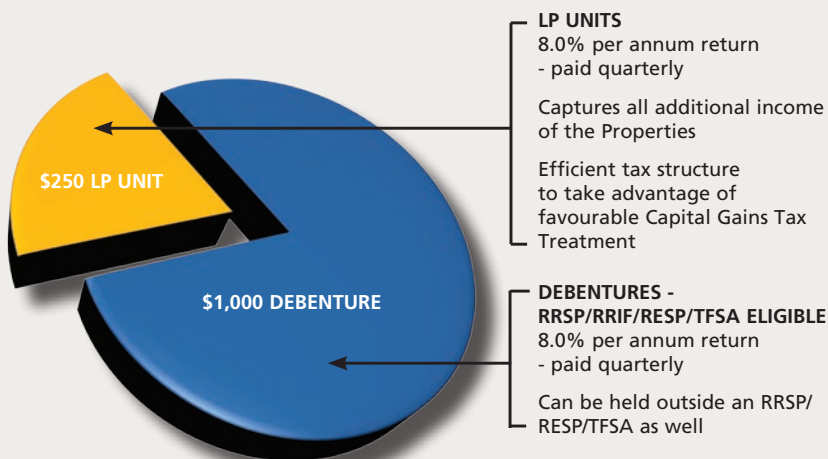 LP UNITS
8.0% per annum return
- paid quarterly
Captures all additional income
of the Properties
Efficient tax structure
to take advantage of
favourable Capital Gains Tax
Treatment
$250 LP UNIT
$1,000 DEBENTURE
DEBENTURES -
RRSP/RRIF/RESP/TFSA ELIGIBLE
8.0% per annum return
- paid quarterly
Can be held outside an RRSP/
RESP/TFSA as well